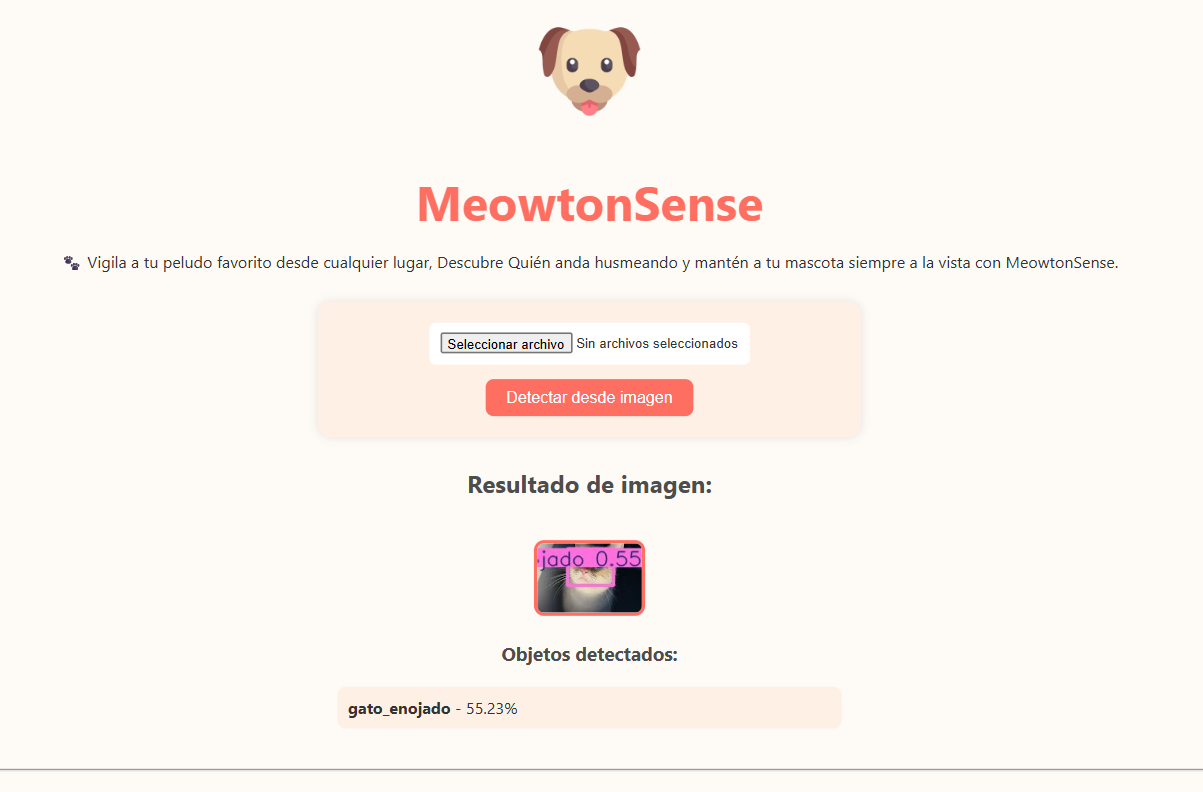 MeowtonSense
🐾 Vigila a tu peludo favorito desde cualquier lugar, Descubre Quién anda husmeando y mantén a tu mascota siempre a la vista con MeowtonSense.
Seleccionar archivo Sin archivos seleccionados
Detectar desde imagen
Resultado de imagen:
jado 0.55
Objetos detectados:
gato_enojado - 55.23%